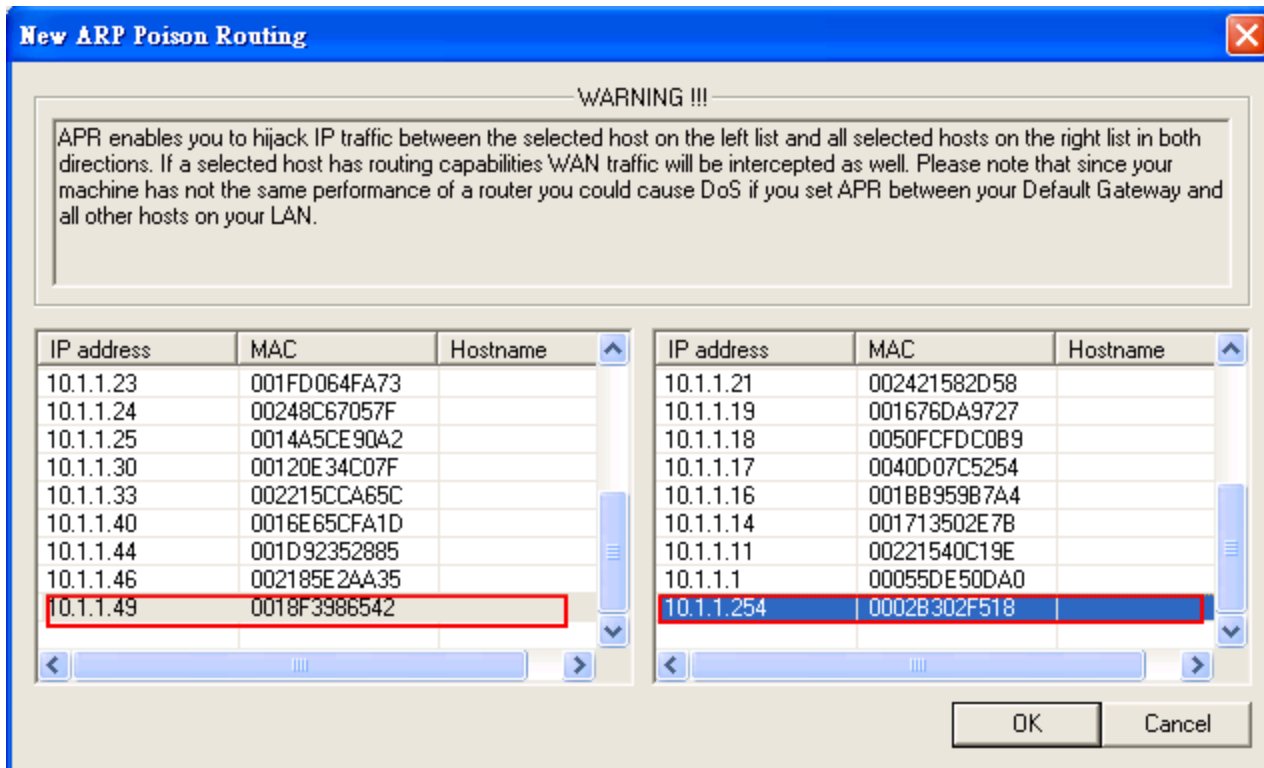 New ARP Poison Routing
WARNING !!!
APR enables you to hijack IP traffic between the selected host on the left list and all selected hosts on the right list in both
directions. If a selected host has routing capabilities WAN traffic will be intercepted as well. Please note that since your
machine has not the same performance of a router you could cause DoS if you set APR between your Default Gateway and
all other hosts on your LAN.
IP address MAC Hostname
10.1.1.23 001FD064FA73
10.1.1.24 00248C67057F
10.1.1.25 0014A5CE90A2
10.1.1.30 00120E34C07F
10.1.1.33 002215CCA65C
10.1.1.40 0016E65CFA1D
10.1.1.44 001D92352885
10.1.1.46 002185E2AA35
10.1.1.49 0018F3986542
IP address MAC Hostname
10.1.1.21 002421582D58
10.1.1.19 001676DA9727
10.1.1.18 0050FCFDC0B9
10.1.1.17 0040D07C5254
10.1.1.16 001BB959B7A4
10.1.1.14 001713502E7B
10.1.1.11 00221540C19E
10.1.1.1 00055DE50DA0
10.1.1.254 0002B302F518
OK Cancel